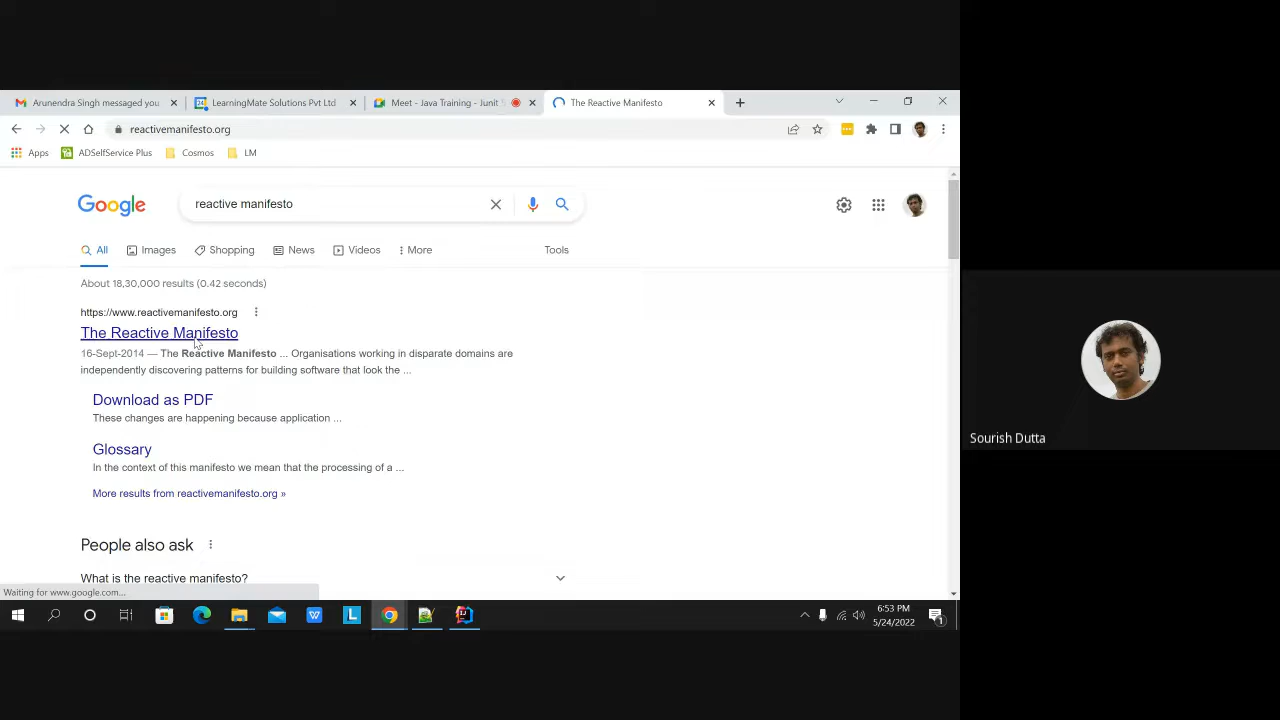 Arunendra Singh messaged you
LearningMate Solutions Pvt Ltd
Meet - Java Training - Junit
The Reactive Manifesto
reactivemanifesto.org
Apps
ADSelfService Plus
Cosmos
LM
Google
reactive manifesto
All
Images
Shopping
News
Videos
More
Tools
About 18,30,000 results (0.42 seconds)
https://www.reactivemanifesto.org
The Reactive Manifesto
16-Sept-2014 — The Reactive Manifesto ... Organisations working in disparate domains are
independently discovering patterns for building software that look the ...
Download as PDF
These changes are happening because application ...
Glossary
In the context of this manifesto we mean that the processing of a ...
More results from reactivemanifesto.org »
People also ask
What is the reactive manifesto?
Waiting for www.google.com...
6:53 PM
5/24/2022
Sourish Dutta